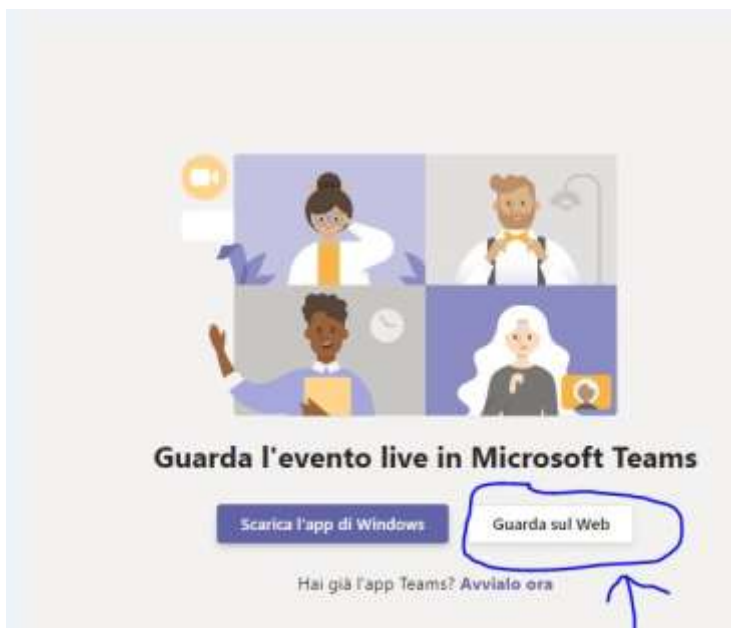 Guarda l'evento live in Microsoft Teams
Scarica l'app di Windows Guarda sul Web
Hai già l'app Teams? Avvialo ora